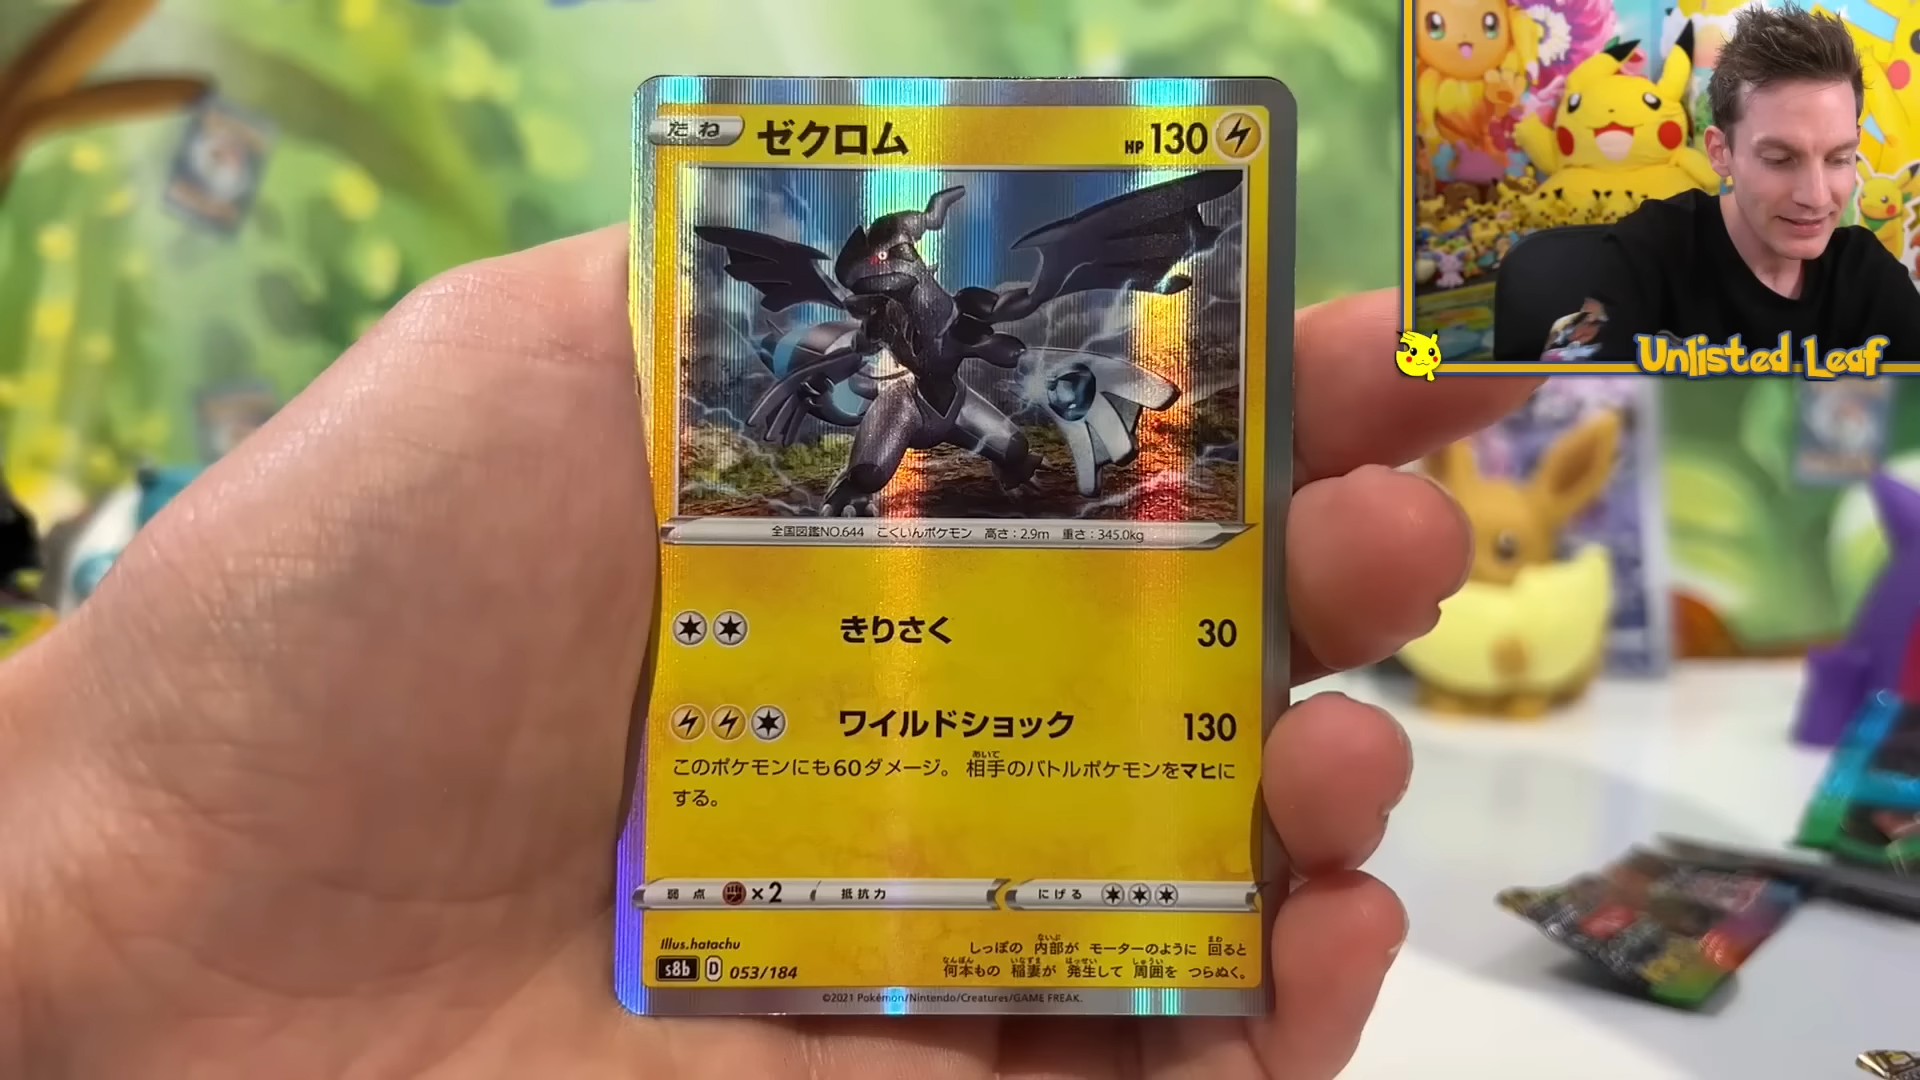 たね ゼクロム HP 130
全国図鑑NO.644 こくいんポケモン 高さ:2.9m 重さ:345.0kg
きりさく 30
ワイルドショック 130
このポケモンにも60ダメージ。相手のバトルポケモンをマヒに
する。
弱点 ×2 抵抗力 にげる
Illus.hatachu
s8b D 053/184
しっぽの 内部が モーターのように 回ると
何本もの 稲妻が 発生して 周囲を つらぬく。
©2021 Pokémon/Nintendo/Creatures/GAME FREAK.
Unlisted Leaf